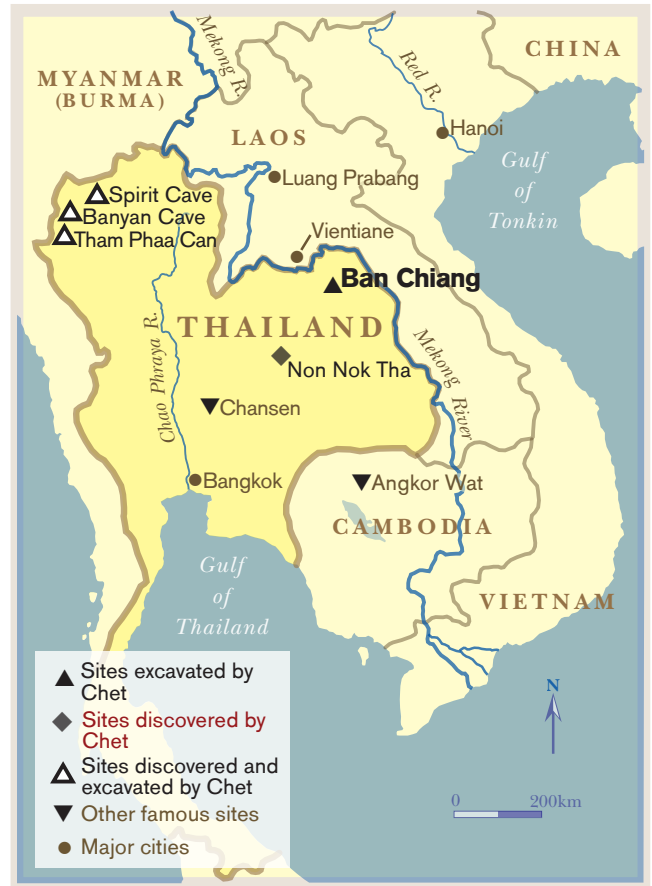 CHINA
MYANMAR
(BURMA)
Mekong R.
Red R.
Hanoi
LAOS
Gulf
of
Tonkin
Luang Prabang
Spirit Cave
Banyan Cave
Tham Phaa Can
Vientiane
Ban Chiang
THAILAND
Chao Phraya R.
Mekong River
Non Nok Tha
Chansen
Bangkok
Angkor Wat
CAMBODIA
Gulf
of
Thailand
VIETNAM
Sites excavated by
Chet
Sites discovered by
Chet
Sites discovered and
excavated by Chet
Other famous sites
Major cities
N
0 200km